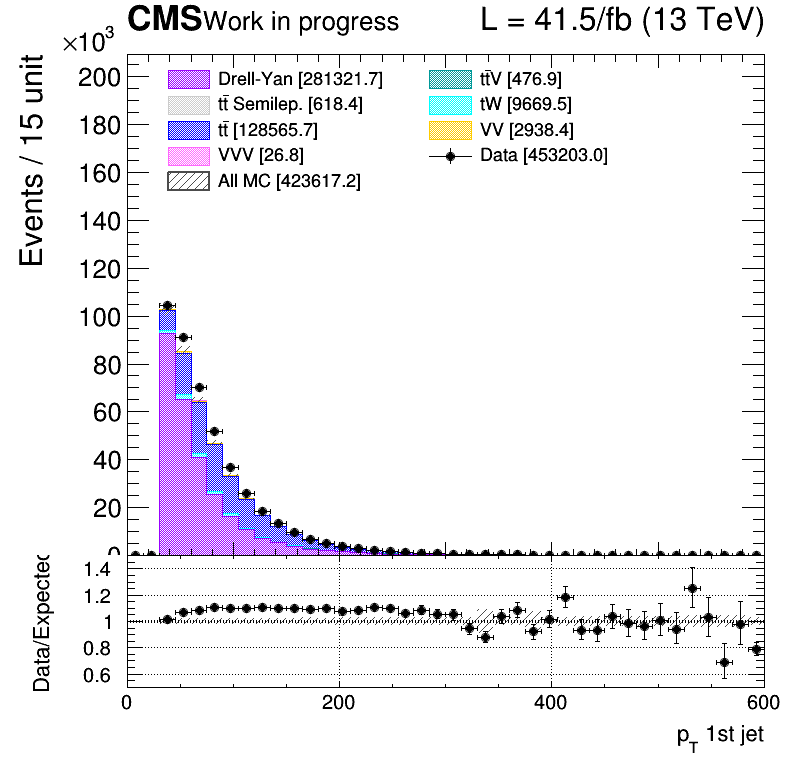 CMS Work in progress L = 41.5/fb (13 TeV)
×10³
Events / 15 unit
200
180
160
140
120
100
80
60
40
20
0
Drell-Yan [281321.7]
tt̄ Semilep. [618.4]
tt̄ [128565.7]
VVV [26.8]
All MC [423617.2]
tt̄V [476.9]
tW [9669.5]
VV [2938.4]
Data [453203.0]
Data/Expected
1.4
1.2
1
0.8
0.6
0 200 400 600
p_T 1st jet